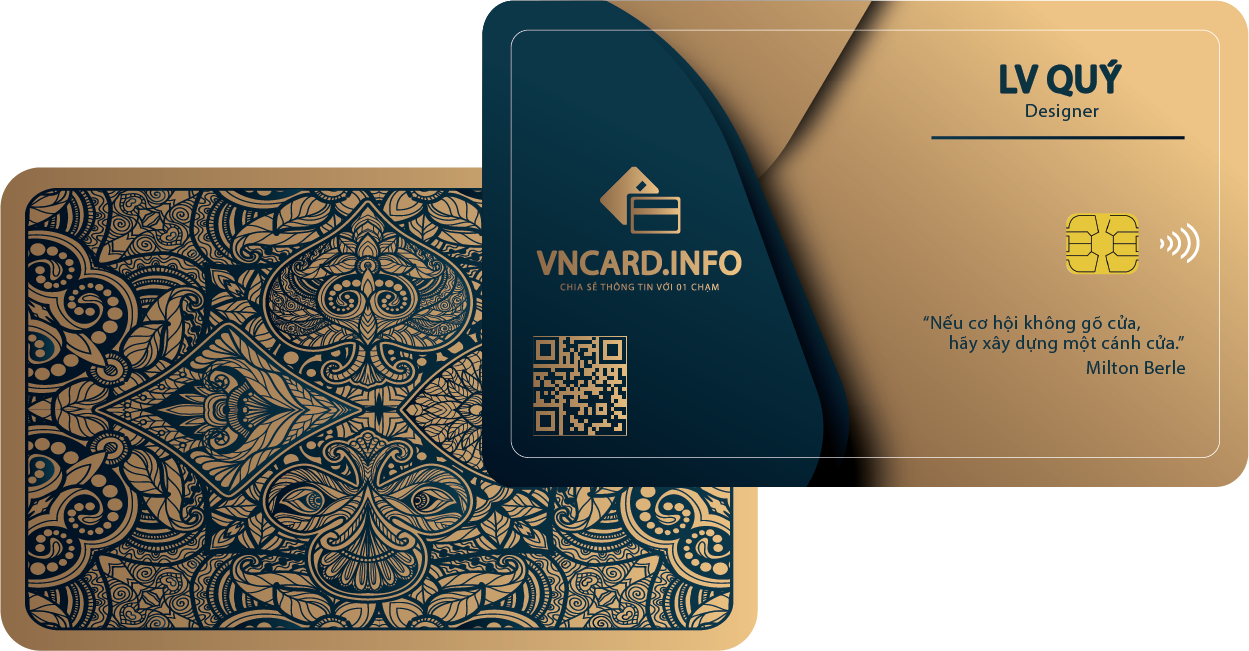 LV QUÝ
Designer
VNCARD.INFO
CHIA SẺ THÔNG TIN VỚI 01 CHẠM
“Nếu cơ hội không gõ cửa,
hãy xây dựng một cánh cửa.”
Milton Berle